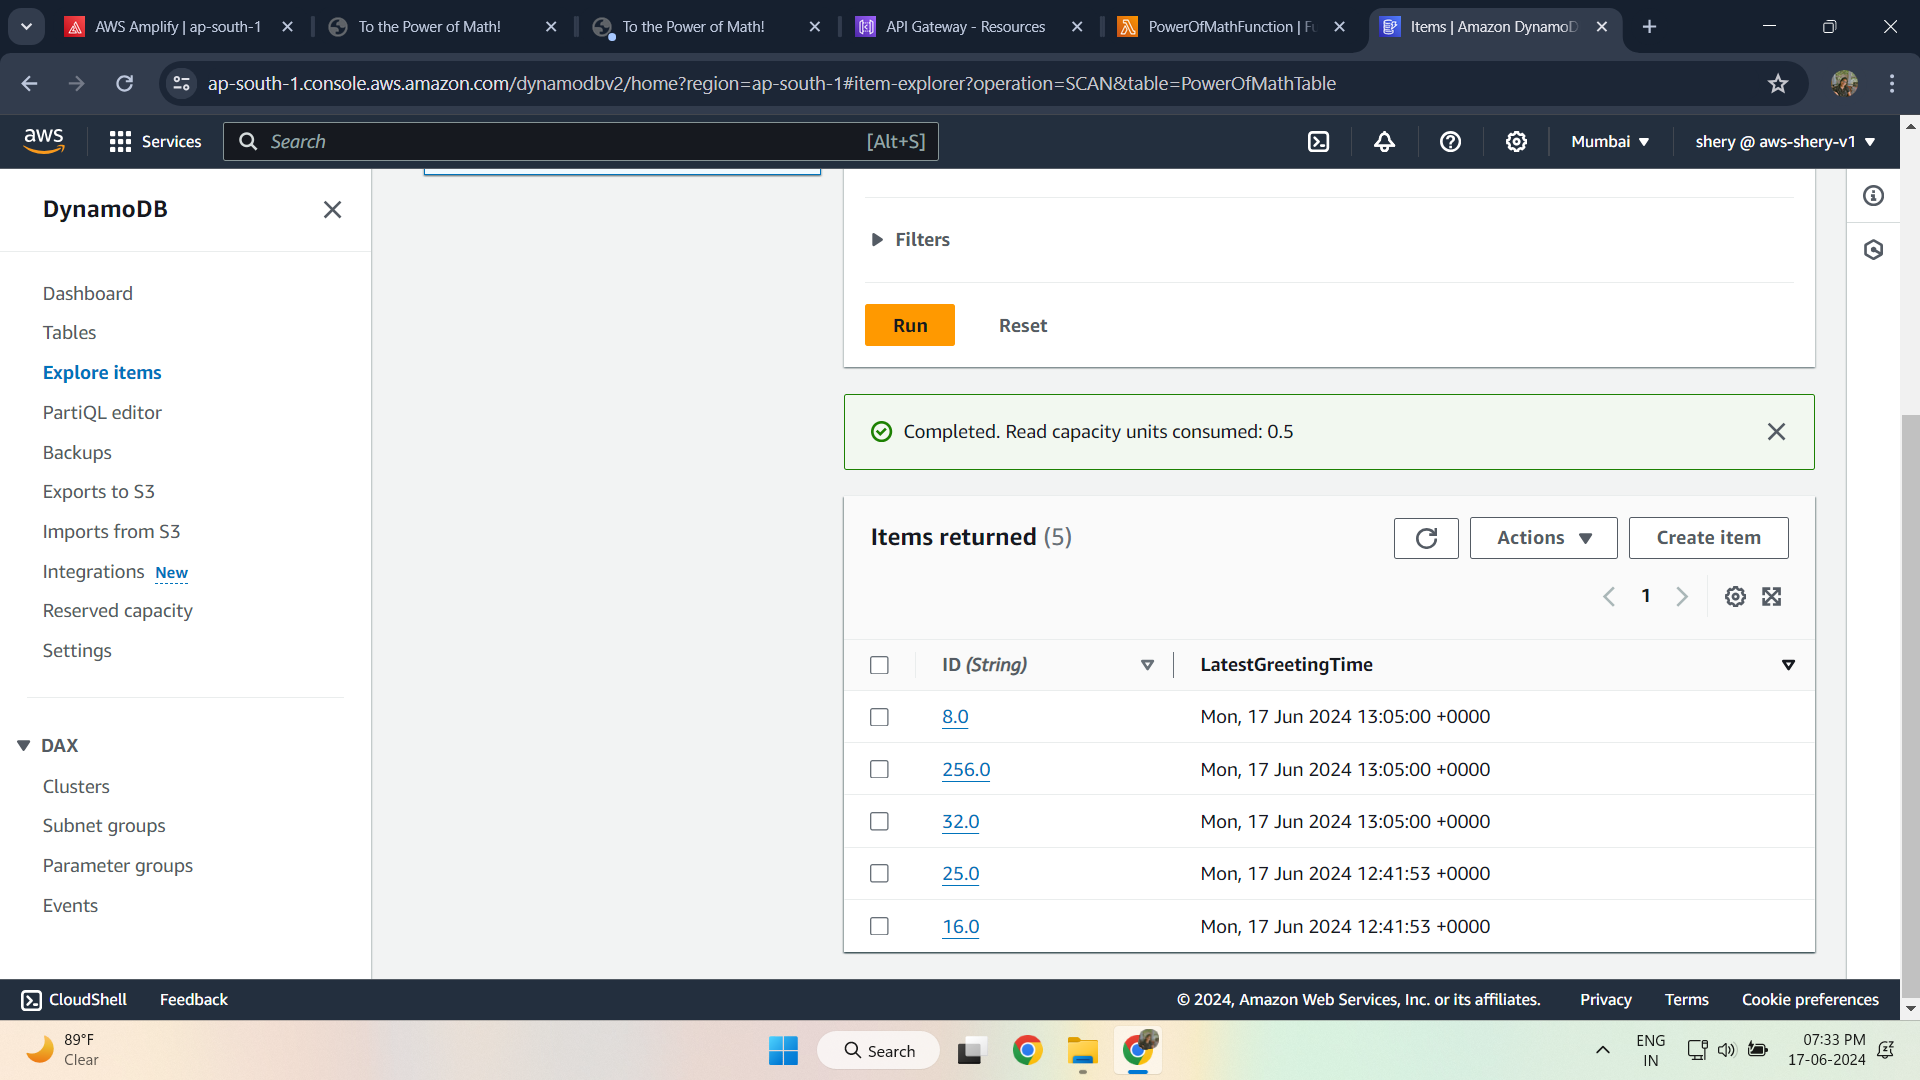 AWS Amplify | ap-south-1
To the Power of Math!
To the Power of Math!
API Gateway - Resources
PowerOfMathFunction | Fu
Items | Amazon DynamoD
ap-south-1.console.aws.amazon.com/dynamodbv2/home?region=ap-south-1#item-explorer?operation=SCAN&table=PowerOfMathTable
aws
Services
Search
[Alt+S]
Mumbai
shery @ aws-shery-v1
DynamoDB
Dashboard
Tables
Explore items
PartiQL editor
Backups
Exports to S3
Imports from S3
Integrations New
Reserved capacity
Settings
DAX
Clusters
Subnet groups
Parameter groups
Events
Filters
Run
Reset
Completed. Read capacity units consumed: 0.5
Items returned (5)
Actions
Create item
1
ID (String)
LatestGreetingTime
8.0
Mon, 17 Jun 2024 13:05:00 +0000
256.0
Mon, 17 Jun 2024 13:05:00 +0000
32.0
Mon, 17 Jun 2024 13:05:00 +0000
25.0
Mon, 17 Jun 2024 12:41:53 +0000
16.0
Mon, 17 Jun 2024 12:41:53 +0000
CloudShell
Feedback
© 2024, Amazon Web Services, Inc. or its affiliates.
Privacy
Terms
Cookie preferences
89°F
Clear
Search
ENG
IN
07:33 PM
17-06-2024